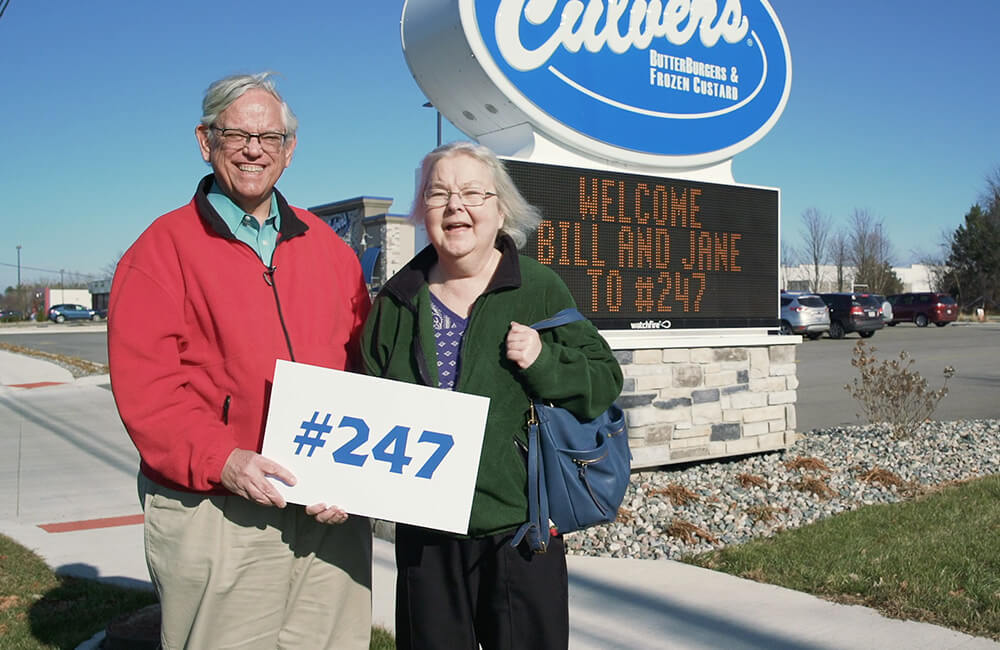 Culver's®
BUTTERBURGERS &
FROZEN CUSTARD
WELCOME
BILL AND JANE
TO #247
watchfire
#247